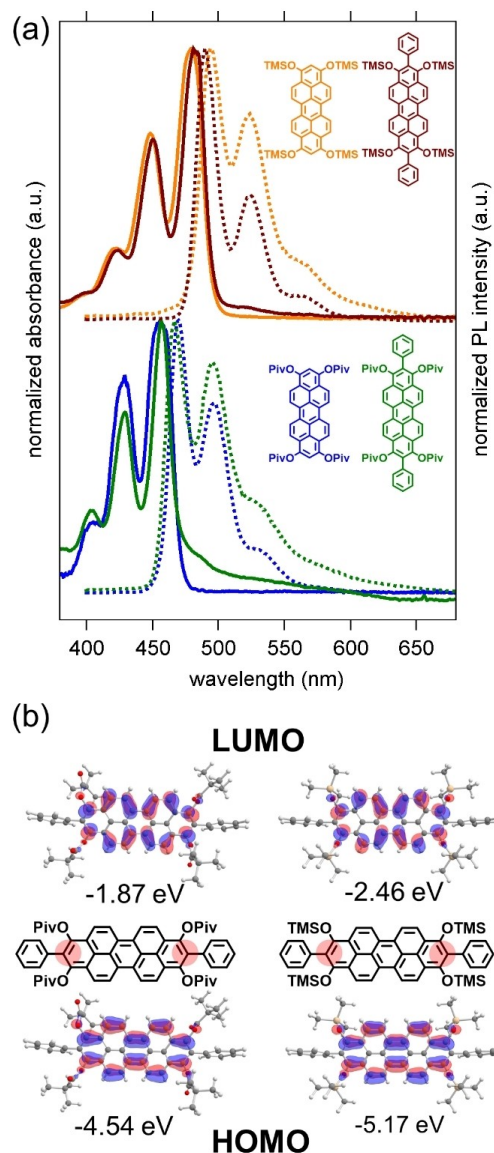 (a)
normalized absorbance (a.u.)
normalized PL intensity (a.u.)
TMSO OTMS TMSO OTMS
TMSO OTMS TMSO OTMS
PivO OPiv PivO OPiv
PivO OPiv PivO OPiv
400 450 500 550 600 650
wavelength (nm)
(b)
LUMO
-1.87 eV -2.46 eV
PivO OPiv TMSO OTMS
PivO OPiv TMSO OTMS
-4.54 eV -5.17 eV
HOMO